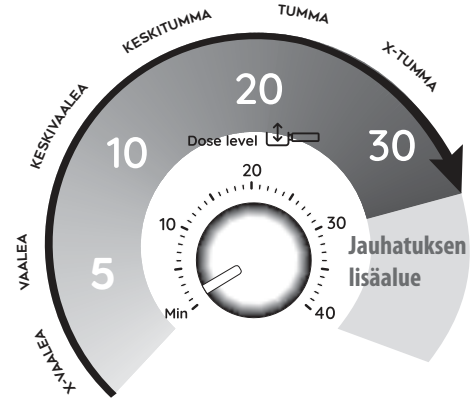 X-VAALEA
VAALEA
KESKIVAALEA
KESKITUMMA
TUMMA
X-TUMMA
5
10
20
30
Dose level
Min
10
20
30
40
Jauhatuksen
lisäalue